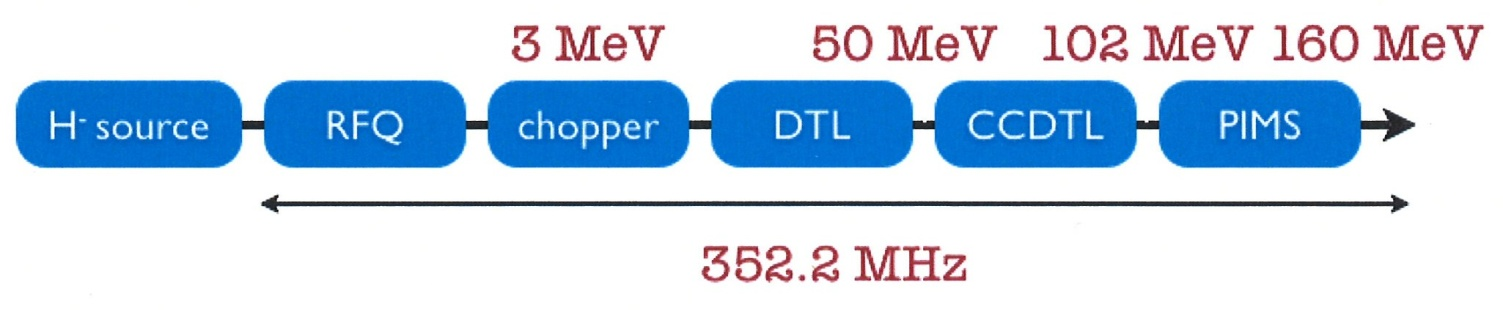 3 MeV 50 MeV 102 MeV 160 MeV
H- source RFQ chopper DTL CCDTL PIMS
352.2 MHz